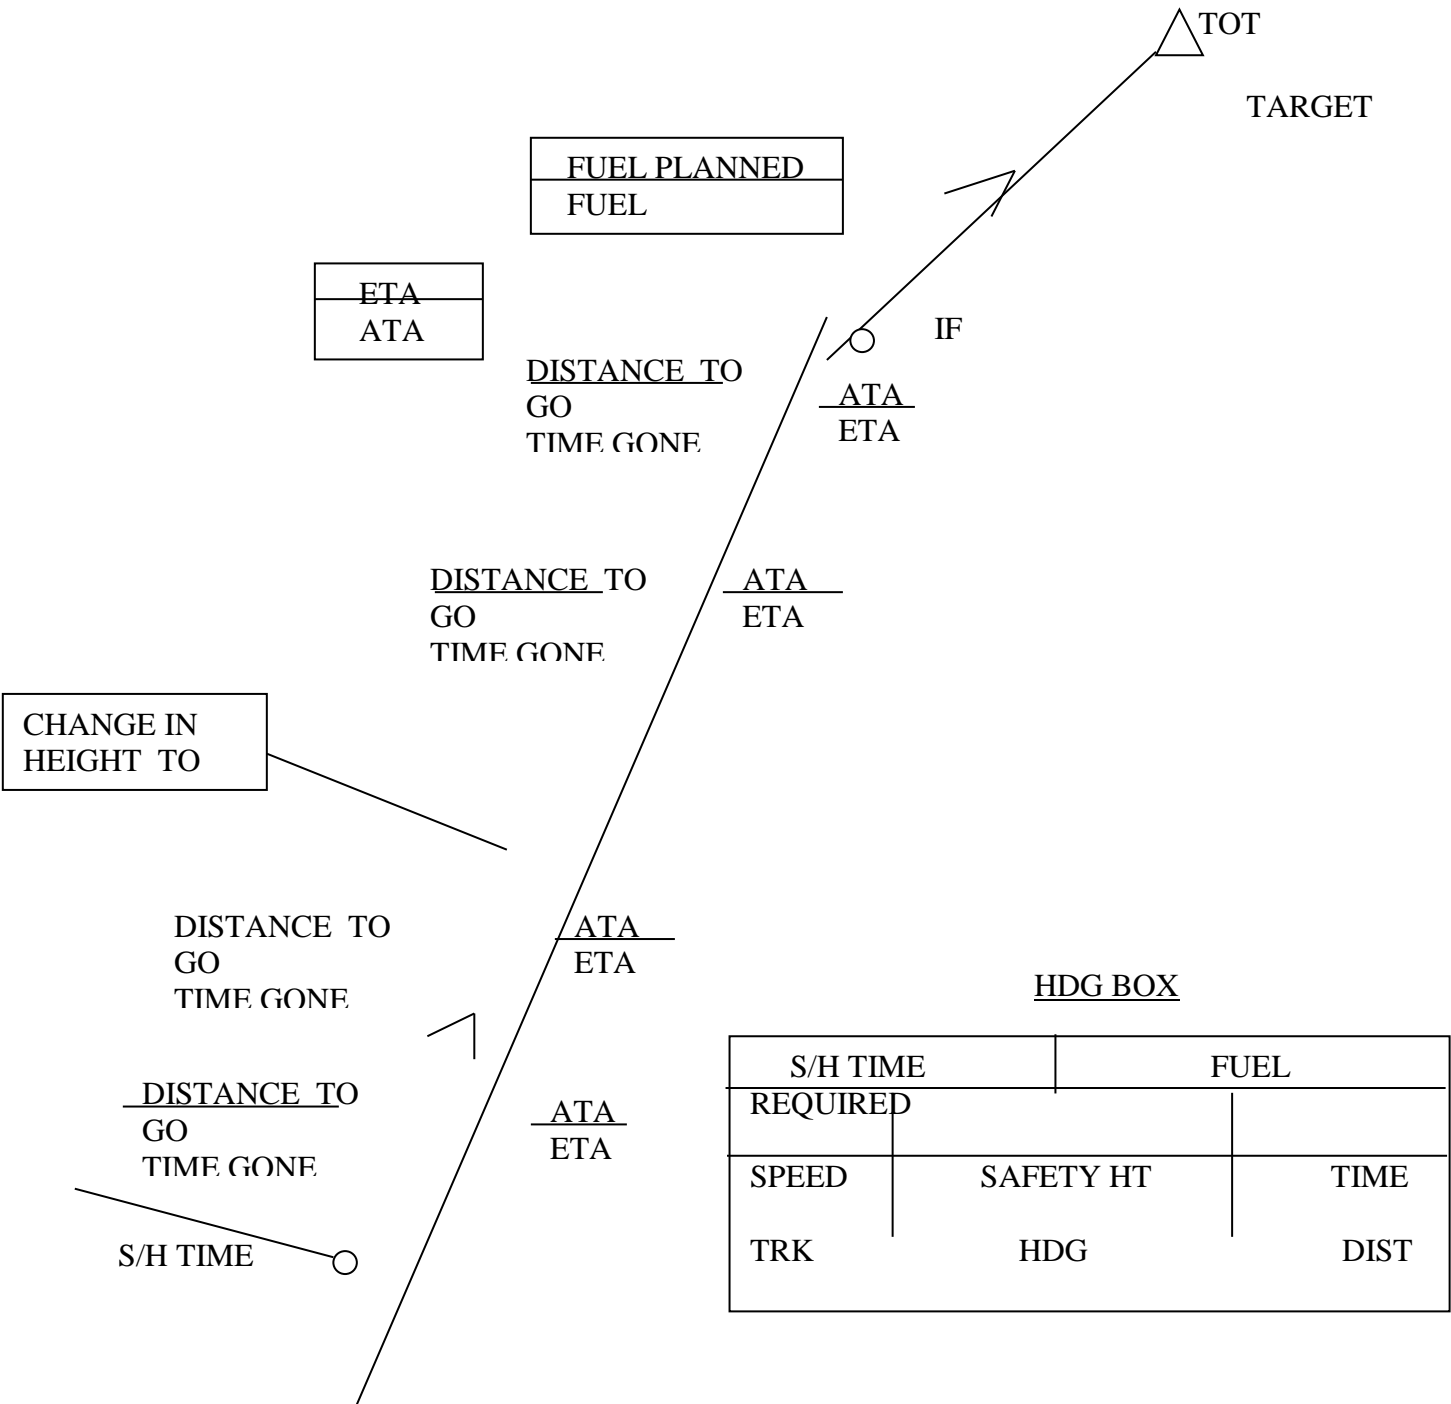 TOT
TARGET
FUEL PLANNED
FUEL
ETA
ATA
IF
DISTANCE TO
GO
TIME GONE
ATA
ETA
DISTANCE TO
GO
TIME GONE
ATA
ETA
CHANGE IN
HEIGHT TO
DISTANCE TO
GO
TIME GONE
ATA
ETA
DISTANCE TO
GO
TIME GONE
ATA
ETA
S/H TIME
HDG BOX
S/H TIME FUEL
REQUIRED
SPEED SAFETY HT TIME
TRK HDG DIST